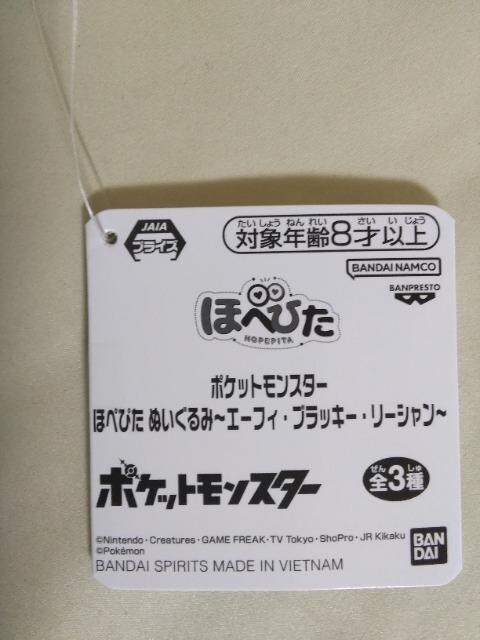 JAIA
プライズ
たいしょうねんれい さい いじょう
対象年齢8才以上
BANDAI NAMCO
BANPRESTO
ほぺぴた
HOPEPITA
ポケットモンスター
ほぺぴた ぬいぐるみ~エーフィ・ブラッキー・リーシャン~
ポケットモンスター
ぜん しゅ
全3種
©Nintendo・Creatures・GAME FREAK・TV Tokyo・ShoPro・JR Kikaku
©Pokémon
BANDAI SPIRITS MADE IN VIETNAM
BAN
DAI